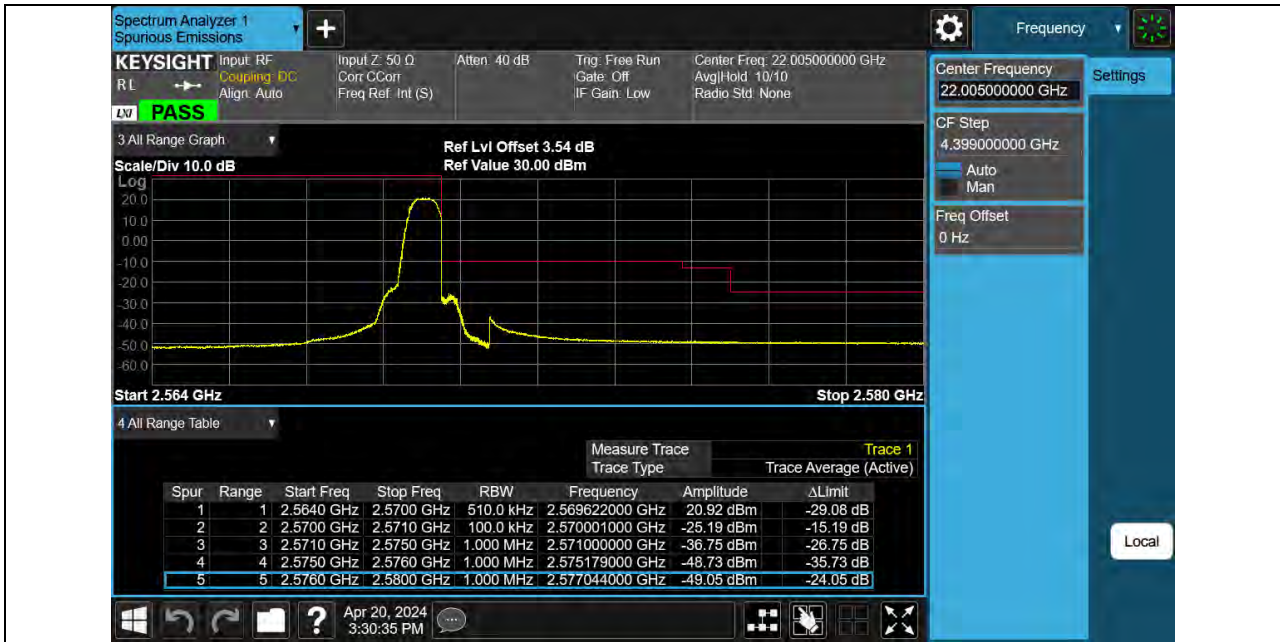 Spectrum Analyzer 1
Spurious Emissions
Frequency
KEYSIGHT Input: RF Input Z: 50 Ω Atten: 40 dB Trig: Free Run Center Freq: 22.005000000 GHz
RL Coupling: DC Corr CCorr Gate: Off Avg|Hold: 10/10
Align: Auto Freq Ref: Int (S) IF Gain: Low Radio Std: None
LXI PASS
Center Frequency
22.005000000 GHz
Settings
CF Step
4.399000000 GHz
Auto
Man
Freq Offset
0 Hz
3 All Range Graph
Ref Lvl Offset 3.54 dB
Scale/Div 10.0 dB Ref Value 30.00 dBm
Log
20.0
10.0
0.00
-10.0
-20.0
-30.0
-40.0
-50.0
-60.0
Start 2.564 GHz Stop 2.580 GHz
4 All Range Table
Measure Trace Trace 1
Trace Type Trace Average (Active)
Spur Range Start Freq Stop Freq RBW Frequency Amplitude ΔLimit
1 1 2.5640 GHz 2.5700 GHz 510.0 kHz 2.569622000 GHz 20.92 dBm -29.08 dB
2 2 2.5700 GHz 2.5710 GHz 100.0 kHz 2.570001000 GHz -25.19 dBm -15.19 dB
3 3 2.5710 GHz 2.5750 GHz 1.000 MHz 2.571000000 GHz -36.75 dBm -26.75 dB
4 4 2.5750 GHz 2.5760 GHz 1.000 MHz 2.575179000 GHz -48.73 dBm -35.73 dB
5 5 2.5760 GHz 2.5800 GHz 1.000 MHz 2.577044000 GHz -49.05 dBm -24.05 dB
Local
Apr 20, 2024
3:30:35 PM